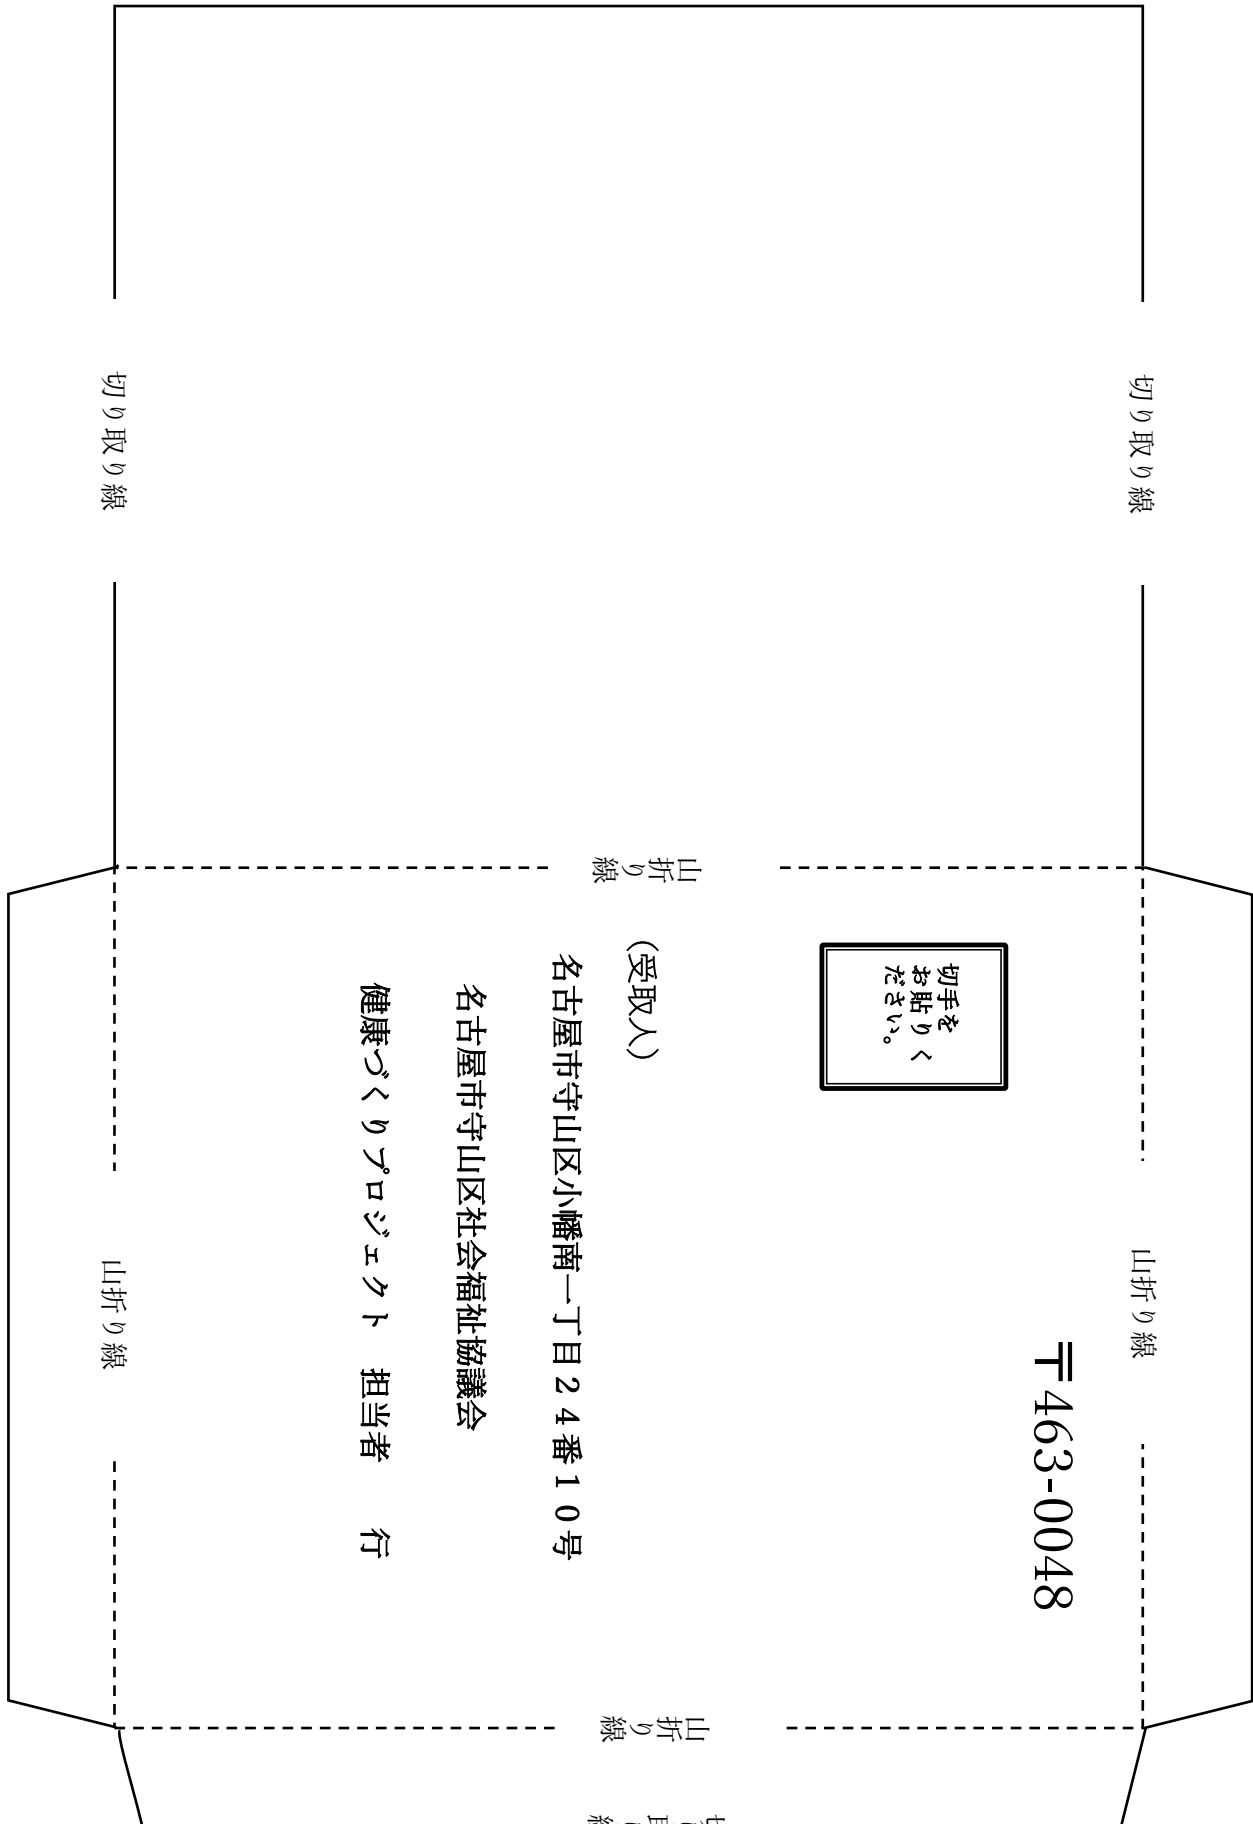 切り取り線
切り取り線
山折り線
切手を
お貼りく
ださい。
〒463-0048
(受取人)
名古屋市守山区小幡南一丁目24番10号
名古屋市守山区社会福祉協議会
健康づくりプロジェクト　担当者　　行
山折り線
山折り線
山折り線